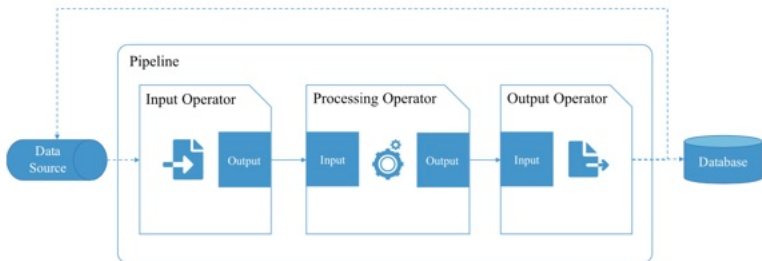 Pipeline
Input Operator
Processing Operator
Output Operator
Data
Source
Output
Input
Output
Input
Database